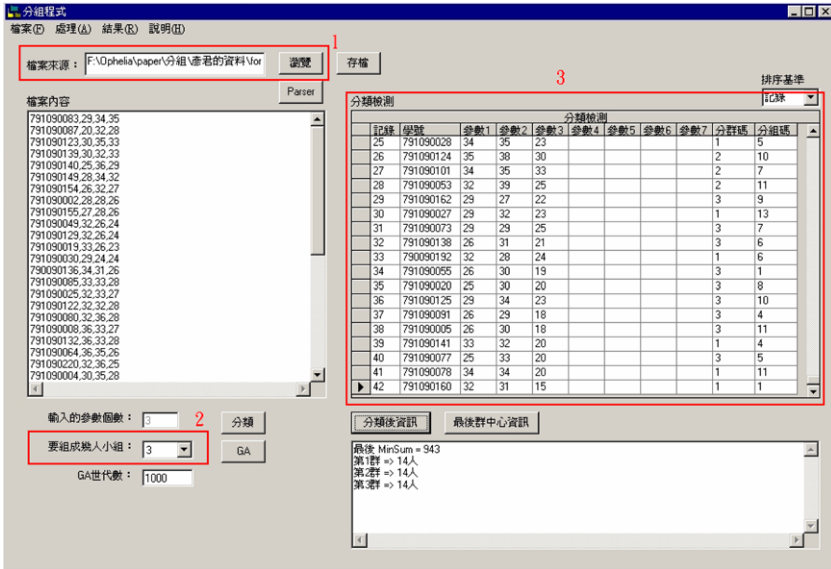 分組程式
檔案(F) 處理(A) 結果(R) 說明(H)
1
檔案來源： F:\Ophelia\paper\分組\彥君的資料\for 瀏覽 存檔
3
排序基準
Parser
記錄
檔案內容
分類檢測
791090083,29,34,35
791090087,20,32,28
791090123,30,35,33
791090139,30,32,33
791090140,25,36,29
791090149,28,34,32
791090154,26,32,27
791090002,28,28,26
791090155,27,28,26
791090049,32,26,24
791090129,32,26,24
791090019,33,26,23
791090030,29,24,24
790090136,34,31,26
791090085,33,33,28
791090025,32,33,27
791090122,32,32,28
791090080,32,36,28
791090008,36,33,27
791090132,36,33,28
791090064,36,35,26
791090220,32,36,25
791090004,30,35,28
分類檢測
記錄 學號 參數1 參數2 參數3 參數4 參數5 參數6 參數7 分群碼 分組碼
25 791090028 34 35 23 1 5
26 791090124 35 38 30 2 10
27 791090101 34 35 33 2 7
28 791090053 32 39 25 2 11
29 791090162 29 27 22 3 9
30 791090027 29 32 23 1 13
31 791090073 29 29 25 3 7
32 791090138 26 31 21 3 6
33 790090192 32 28 24 1 6
34 791090055 26 30 19 3 1
35 791090020 25 30 20 3 8
36 791090125 29 34 23 3 10
37 791090091 26 29 18 3 4
38 791090005 26 30 18 3 11
39 791090141 33 32 20 1 4
40 791090077 25 33 20 3 5
41 791090078 34 34 20 1 11
42 791090160 32 31 15 1 1
輸入的參數個數： 3 2 分類
要組成幾人小組： 3 GA
GA世代數： 1000
分類後資訊 最後群中心資訊
最後 MinSum = 943
第1群 => 14人
第2群 => 14人
第3群 => 14人